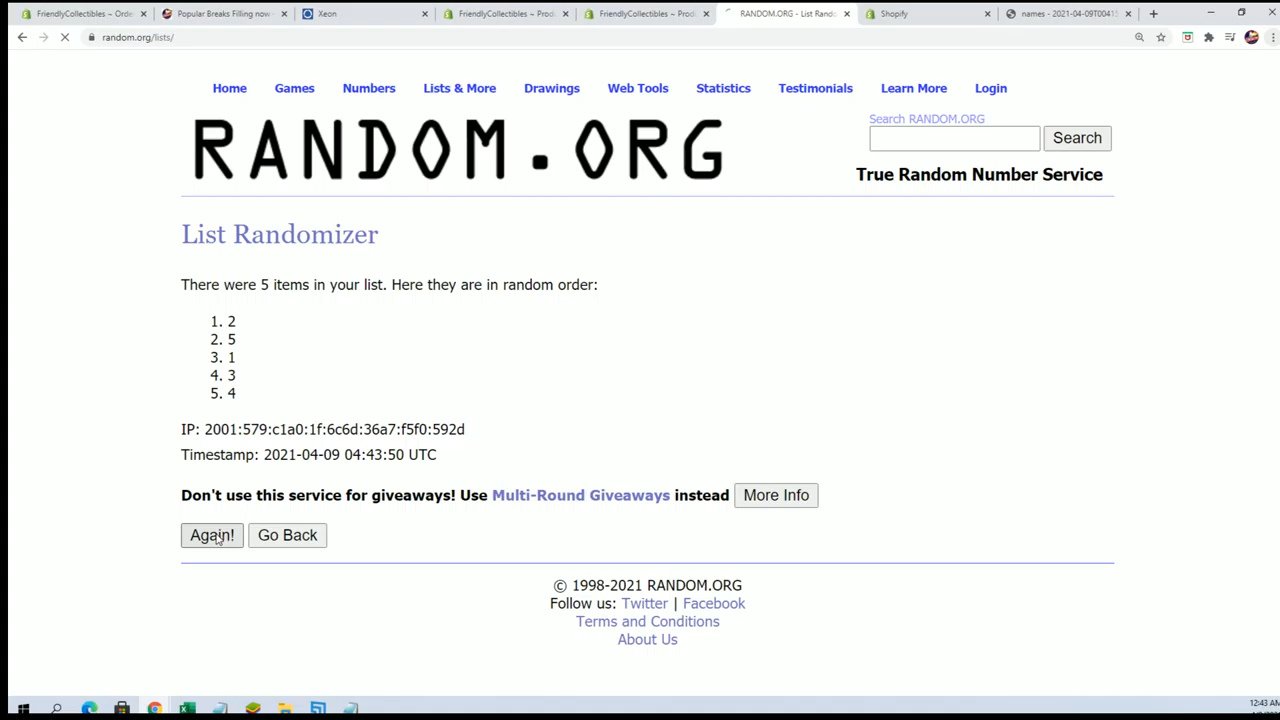 FriendlyCollectibles ~ Orde
Popular Breaks Filling now
Xeon
FriendlyCollectibles ~ Prod
FriendlyCollectibles ~ Prod
RANDOM.ORG - List Rando
Shopify
names - 2021-04-09T0041
random.org/lists/
Home Games Numbers Lists & More Drawings Web Tools Statistics Testimonials Learn More Login
Search RANDOM.ORG
RANDOM.ORG
Search
True Random Number Service
List Randomizer
There were 5 items in your list. Here they are in random order:
1. 2
2. 5
3. 1
4. 3
5. 4
IP: 2001:579:c1a0:1f:6c6d:36a7:f5f0:592d
Timestamp: 2021-04-09 04:43:50 UTC
Don't use this service for giveaways! Use Multi-Round Giveaways instead More Info
Again! Go Back
© 1998-2021 RANDOM.ORG
Follow us: Twitter | Facebook
Terms and Conditions
About Us
12:43 AM